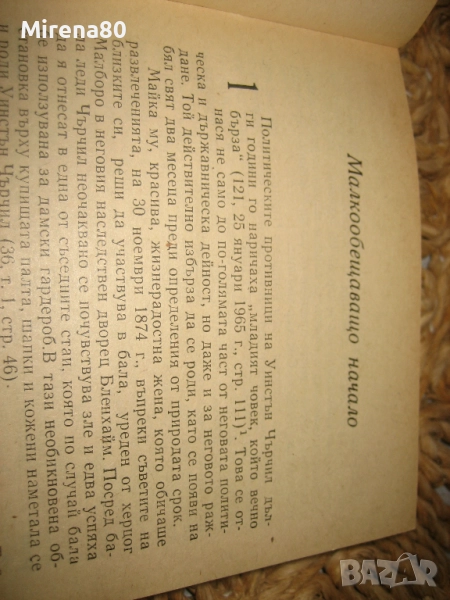 Mirena80
Малкообещаващо начало
1
Политическите противници на Уинстън Чърчил дъл-
ги години го наричаха „младият човек, който вечно
бърза“ (121, 25 януари 1965 г., стр. 111)¹. Това се от-
нася не само до по-голямата част от неговата полити-
ческа и държавническа дейност, но даже и за неговото раж-
дане. Той действително избърза да се роди, като се появи на
бял свят два месеца преди определения от природата срок.
Майка му, красива, жизнерадостна жена, която обичаше
развлеченията, на 30 ноември 1874 г., въпреки съветите на
близките си, реши да участвува в бала, уреден от херцог
Малборо в неговия наследствен дворец Бленхайм. Посред ба-
ла леди Чърчил неочаквано се почувствува зле и едва успяха
да я отнесат в една от съседните стаи, която по случай бала
е използувана за дамски гардероб. В тази необикновена об-
становка върху купищата палта, шапки и кожени наметала се
и роди Уинстън Чърчил (36, т. 1, стр. 46).
BAZAR